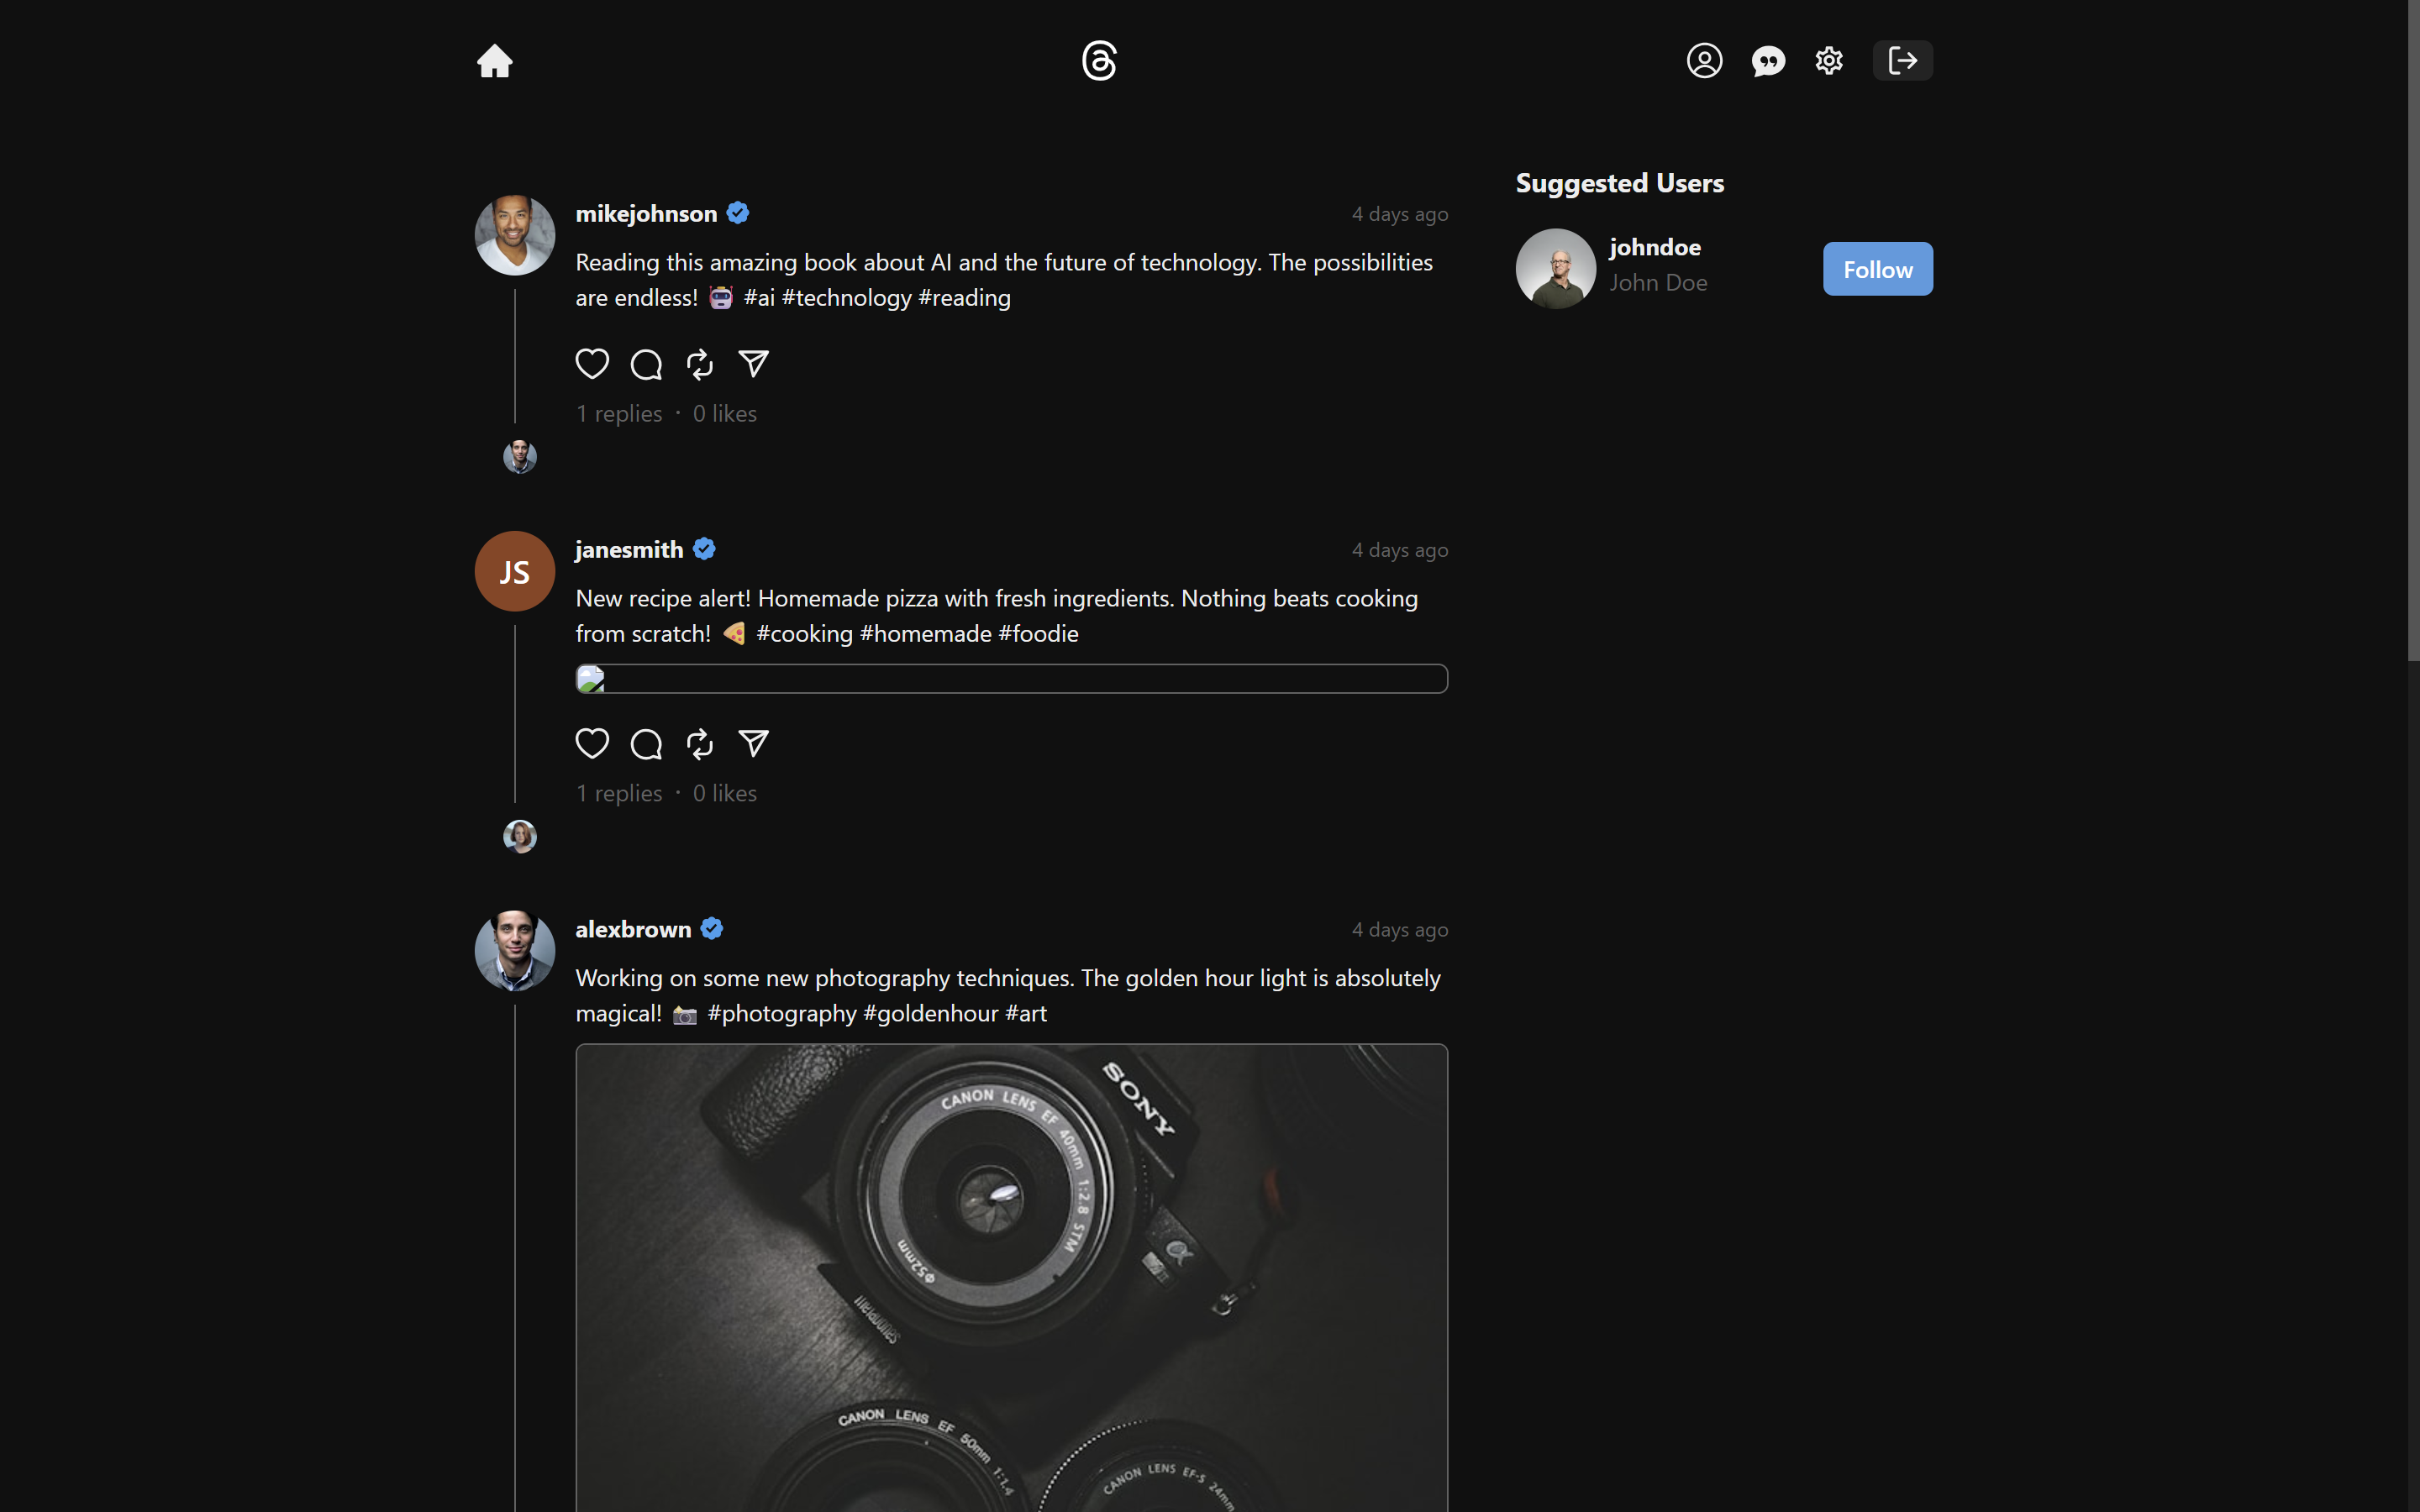 mikejohnson
4 days ago
Reading this amazing book about AI and the future of technology. The possibilities
are endless! 🤖 #ai #technology #reading
1 replies · 0 likes
Suggested Users
johndoe
John Doe
Follow
JS
janesmith
4 days ago
New recipe alert! Homemade pizza with fresh ingredients. Nothing beats cooking
from scratch! 🍕 #cooking #homemade #foodie
1 replies · 0 likes
alexbrown
4 days ago
Working on some new photography techniques. The golden hour light is absolutely
magical! 📸 #photography #goldenhour #art
SONY
CANON LENS EF 40mm 1:2.8 STM
Φ52mm
α
metabones
CANON LENS EF 50mm 1:1.4
CANON LENS EF-S 24mm